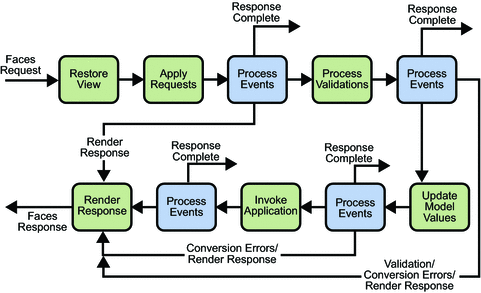 Response
Complete
Response
Complete
Faces
Request
Restore
View
Apply
Requests
Process
Events
Process
Validations
Process
Events
Render
Response
Response
Complete
Response
Complete
Render
Response
Process
Events
Invoke
Application
Process
Events
Update
Model
Values
Faces
Response
Conversion Errors/
Render Response
Validation/
Conversion Errors/
Render Response